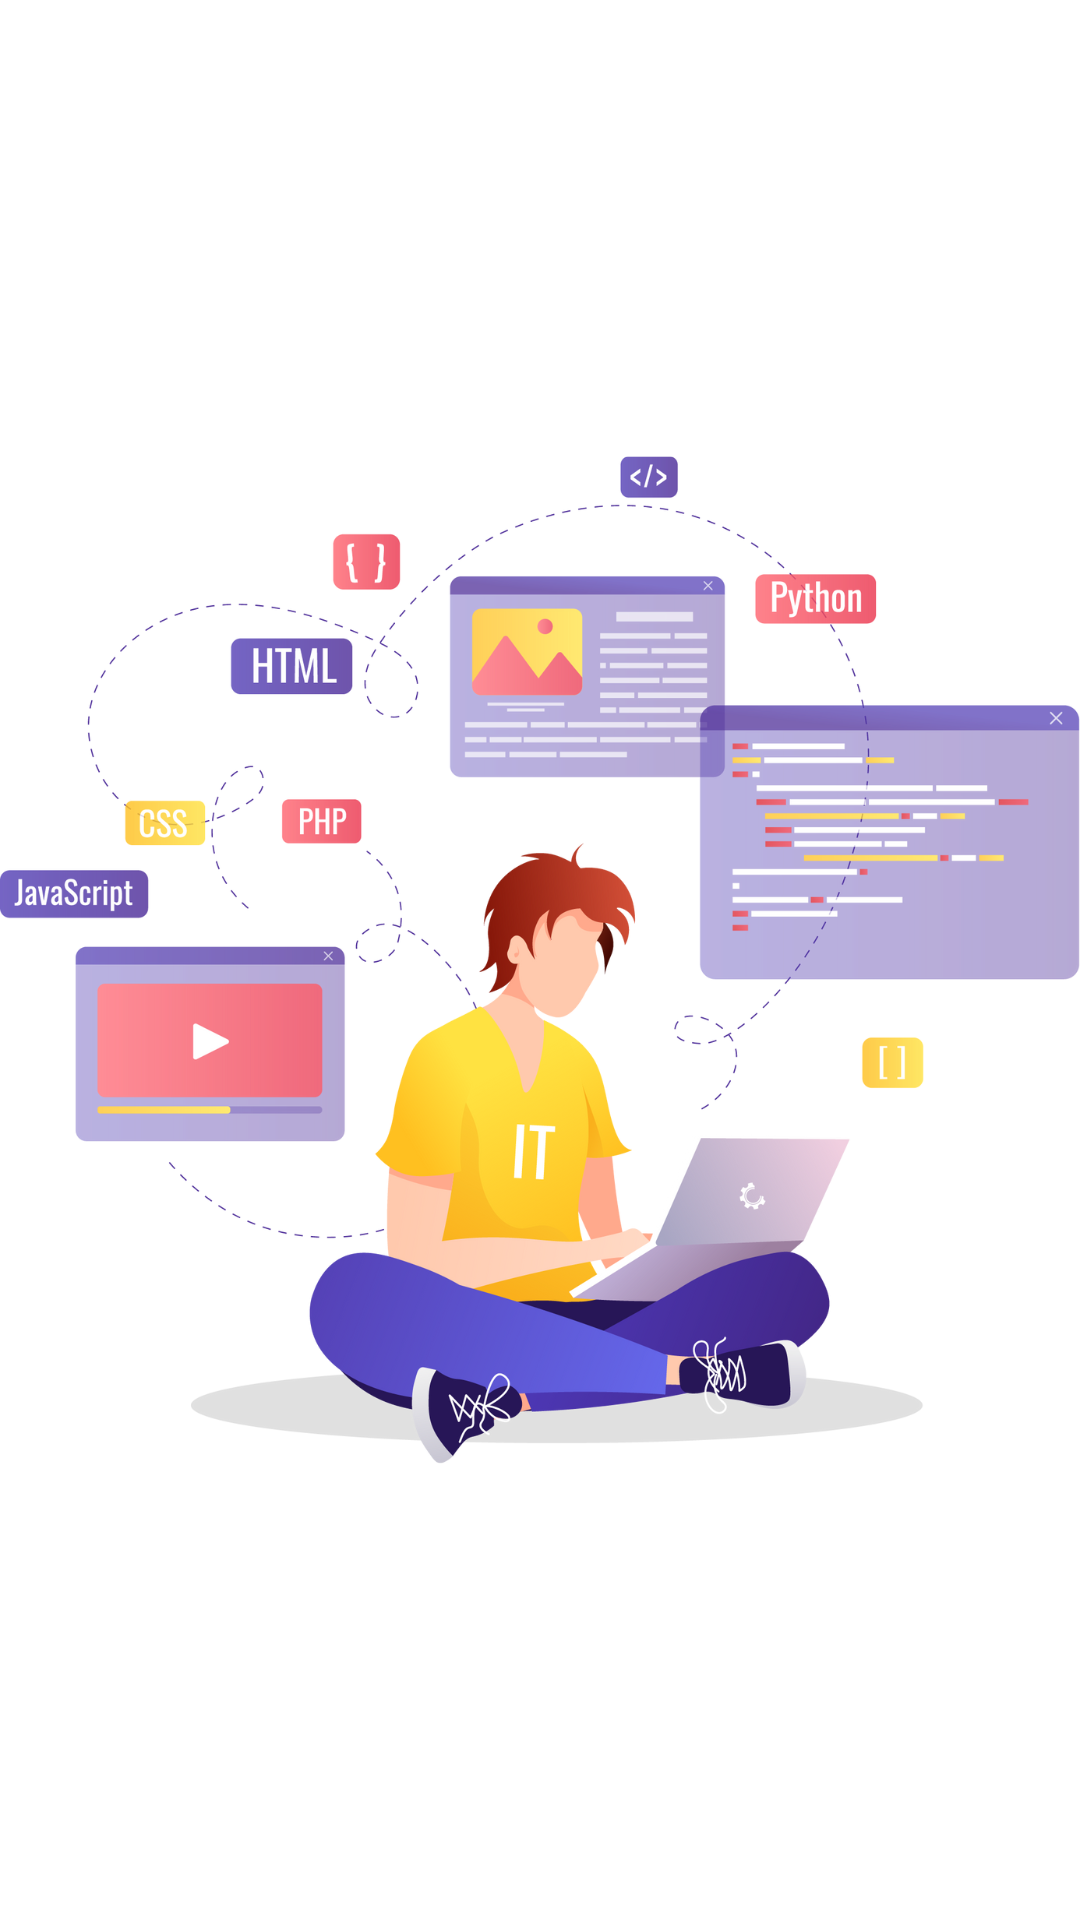 </>
{ }
Python
HTML
CSS
PHP
JavaScript
[ ]
IT